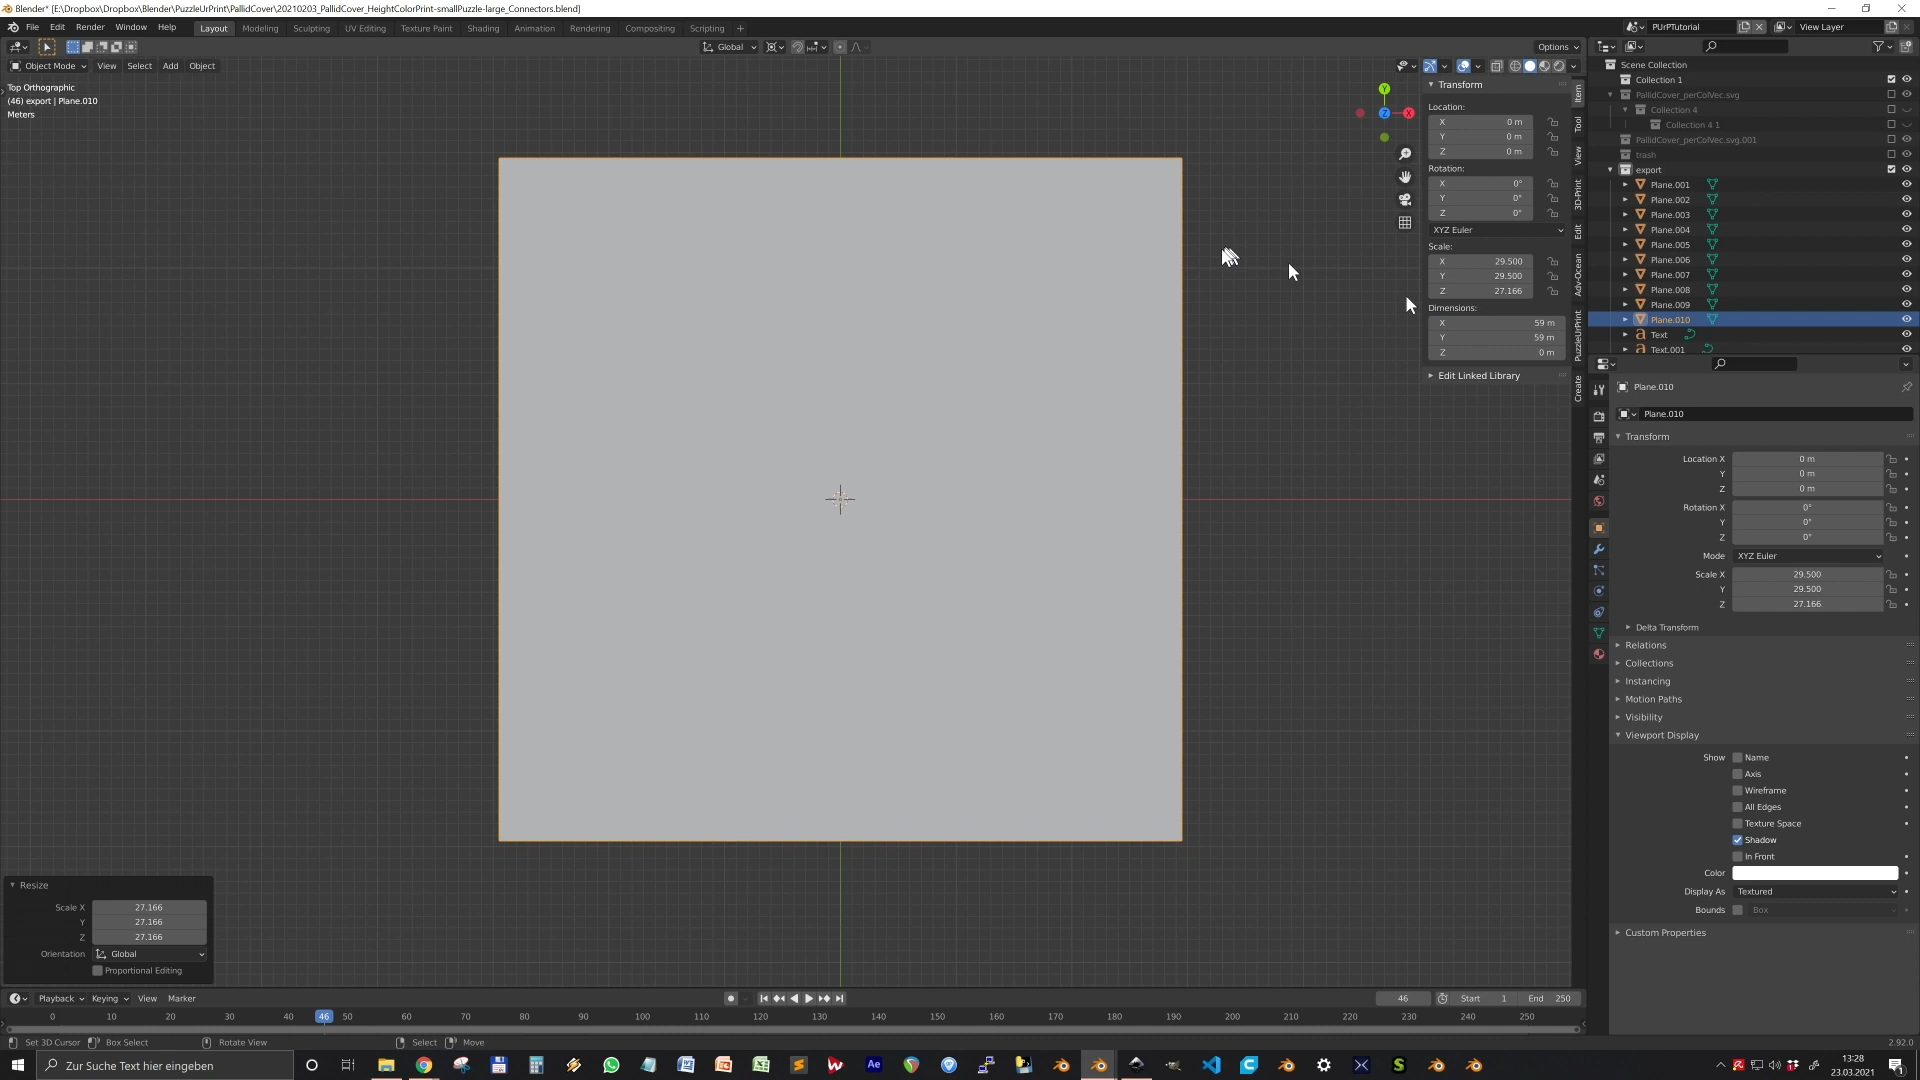 Blender* [E:\Dropbox\Dropbox\Blender\PuzzleUrPrint\PallidCover\20210203_PallidCover_HeightColorPrint-smallPuzzle-large_Connectors.blend]
File Edit Render Window Help Layout Modeling Sculpting UV Editing Texture Paint Shading Animation Rendering Compositing Scripting +
PUrPTutorial View Layer
Global Options
Object Mode View Select Add Object
Top Orthographic
(46) export | Plane.010
Meters
Transform
Location:
X 0 m
Y 0 m
Z 0 m
Rotation:
X 0°
Y 0°
Z 0°
XYZ Euler
Scale:
X 29.500
Y 29.500
Z 27.166
Dimensions:
X 59 m
Y 59 m
Z 0 m
Edit Linked Library
Item
Tool
View
3D-Print
Edit
Adv-Ocean
PuzzleUrPrint
Create
Y
Z
X
Scene Collection
Collection 1
PallidCover_perColVec.svg
Collection 4
Collection 4 1
PallidCover_perColVec.svg.001
trash
export
Plane.001
Plane.002
Plane.003
Plane.004
Plane.005
Plane.006
Plane.007
Plane.008
Plane.009
Plane.010
Text
Text.001
Plane.010
Plane.010
Transform
Location X 0 m
Y 0 m
Z 0 m
Rotation X 0°
Y 0°
Z 0°
Mode XYZ Euler
Scale X 29.500
Y 29.500
Z 27.166
Delta Transform
Relations
Collections
Instancing
Motion Paths
Visibility
Viewport Display
Show Name
Axis
Wireframe
All Edges
Texture Space
Shadow
In Front
Color
Display As Textured
Bounds Box
Custom Properties
Resize
Scale X 27.166
Y 27.166
Z 27.166
Orientation Global
Proportional Editing
Playback Keying View Marker
46 Start 1 End 250
0 10 20 30 40 46 50 60 70 80 90 100 110 120 130 140 150 160 170 180 190 200 210 220 230 240 250
Set 3D Cursor Box Select Rotate View Select Move
2.92.0
Zur Suche Text hier eingeben
Ae
13:28
23.03.2021